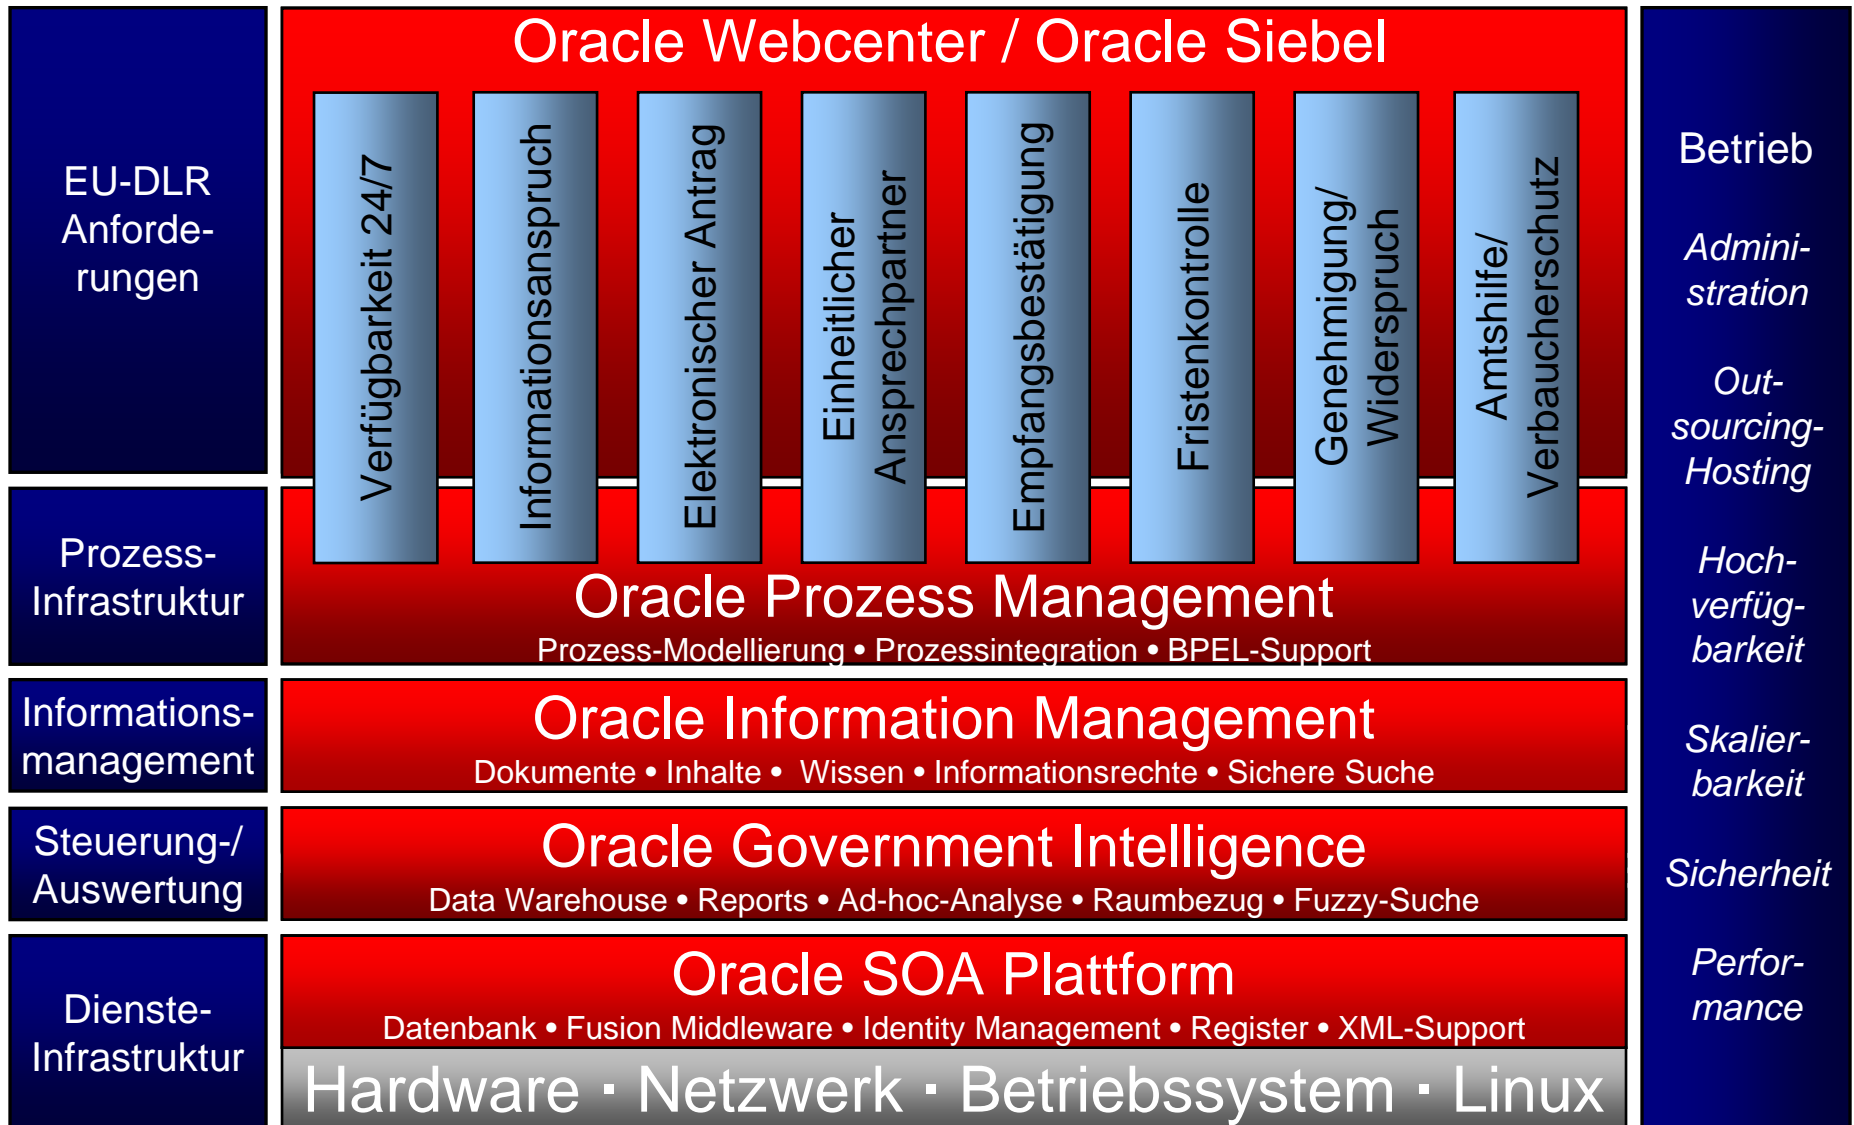 Oracle Webcenter / Oracle Siebel
EU-DLR
Anforde-
rungen
Verfügbarkeit 24/7
Informationsanspruch
Elektronischer Antrag
Einheitlicher
Ansprechpartner
Empfangsbestätigung
Fristenkontrolle
Genehmigung/
Widerspruch
Amtshilfe/
Verbaucherschutz
Prozess-
Infrastruktur
Oracle Prozess Management
Prozess-Modellierung • Prozessintegration • BPEL-Support
Informations-
management
Oracle Information Management
Dokumente • Inhalte • Wissen • Informationsrechte • Sichere Suche
Steuerung-/
Auswertung
Oracle Government Intelligence
Data Warehouse • Reports • Ad-hoc-Analyse • Raumbezug • Fuzzy-Suche
Dienste-
Infrastruktur
Oracle SOA Plattform
Datenbank • Fusion Middleware • Identity Management • Register • XML-Support
Hardware ▪ Netzwerk ▪ Betriebssystem ▪ Linux
Betrieb
Admini-
stration
Out-
sourcing-
Hosting
Hoch-
verfüg-
barkeit
Skalier-
barkeit
Sicherheit
Perfor-
mance